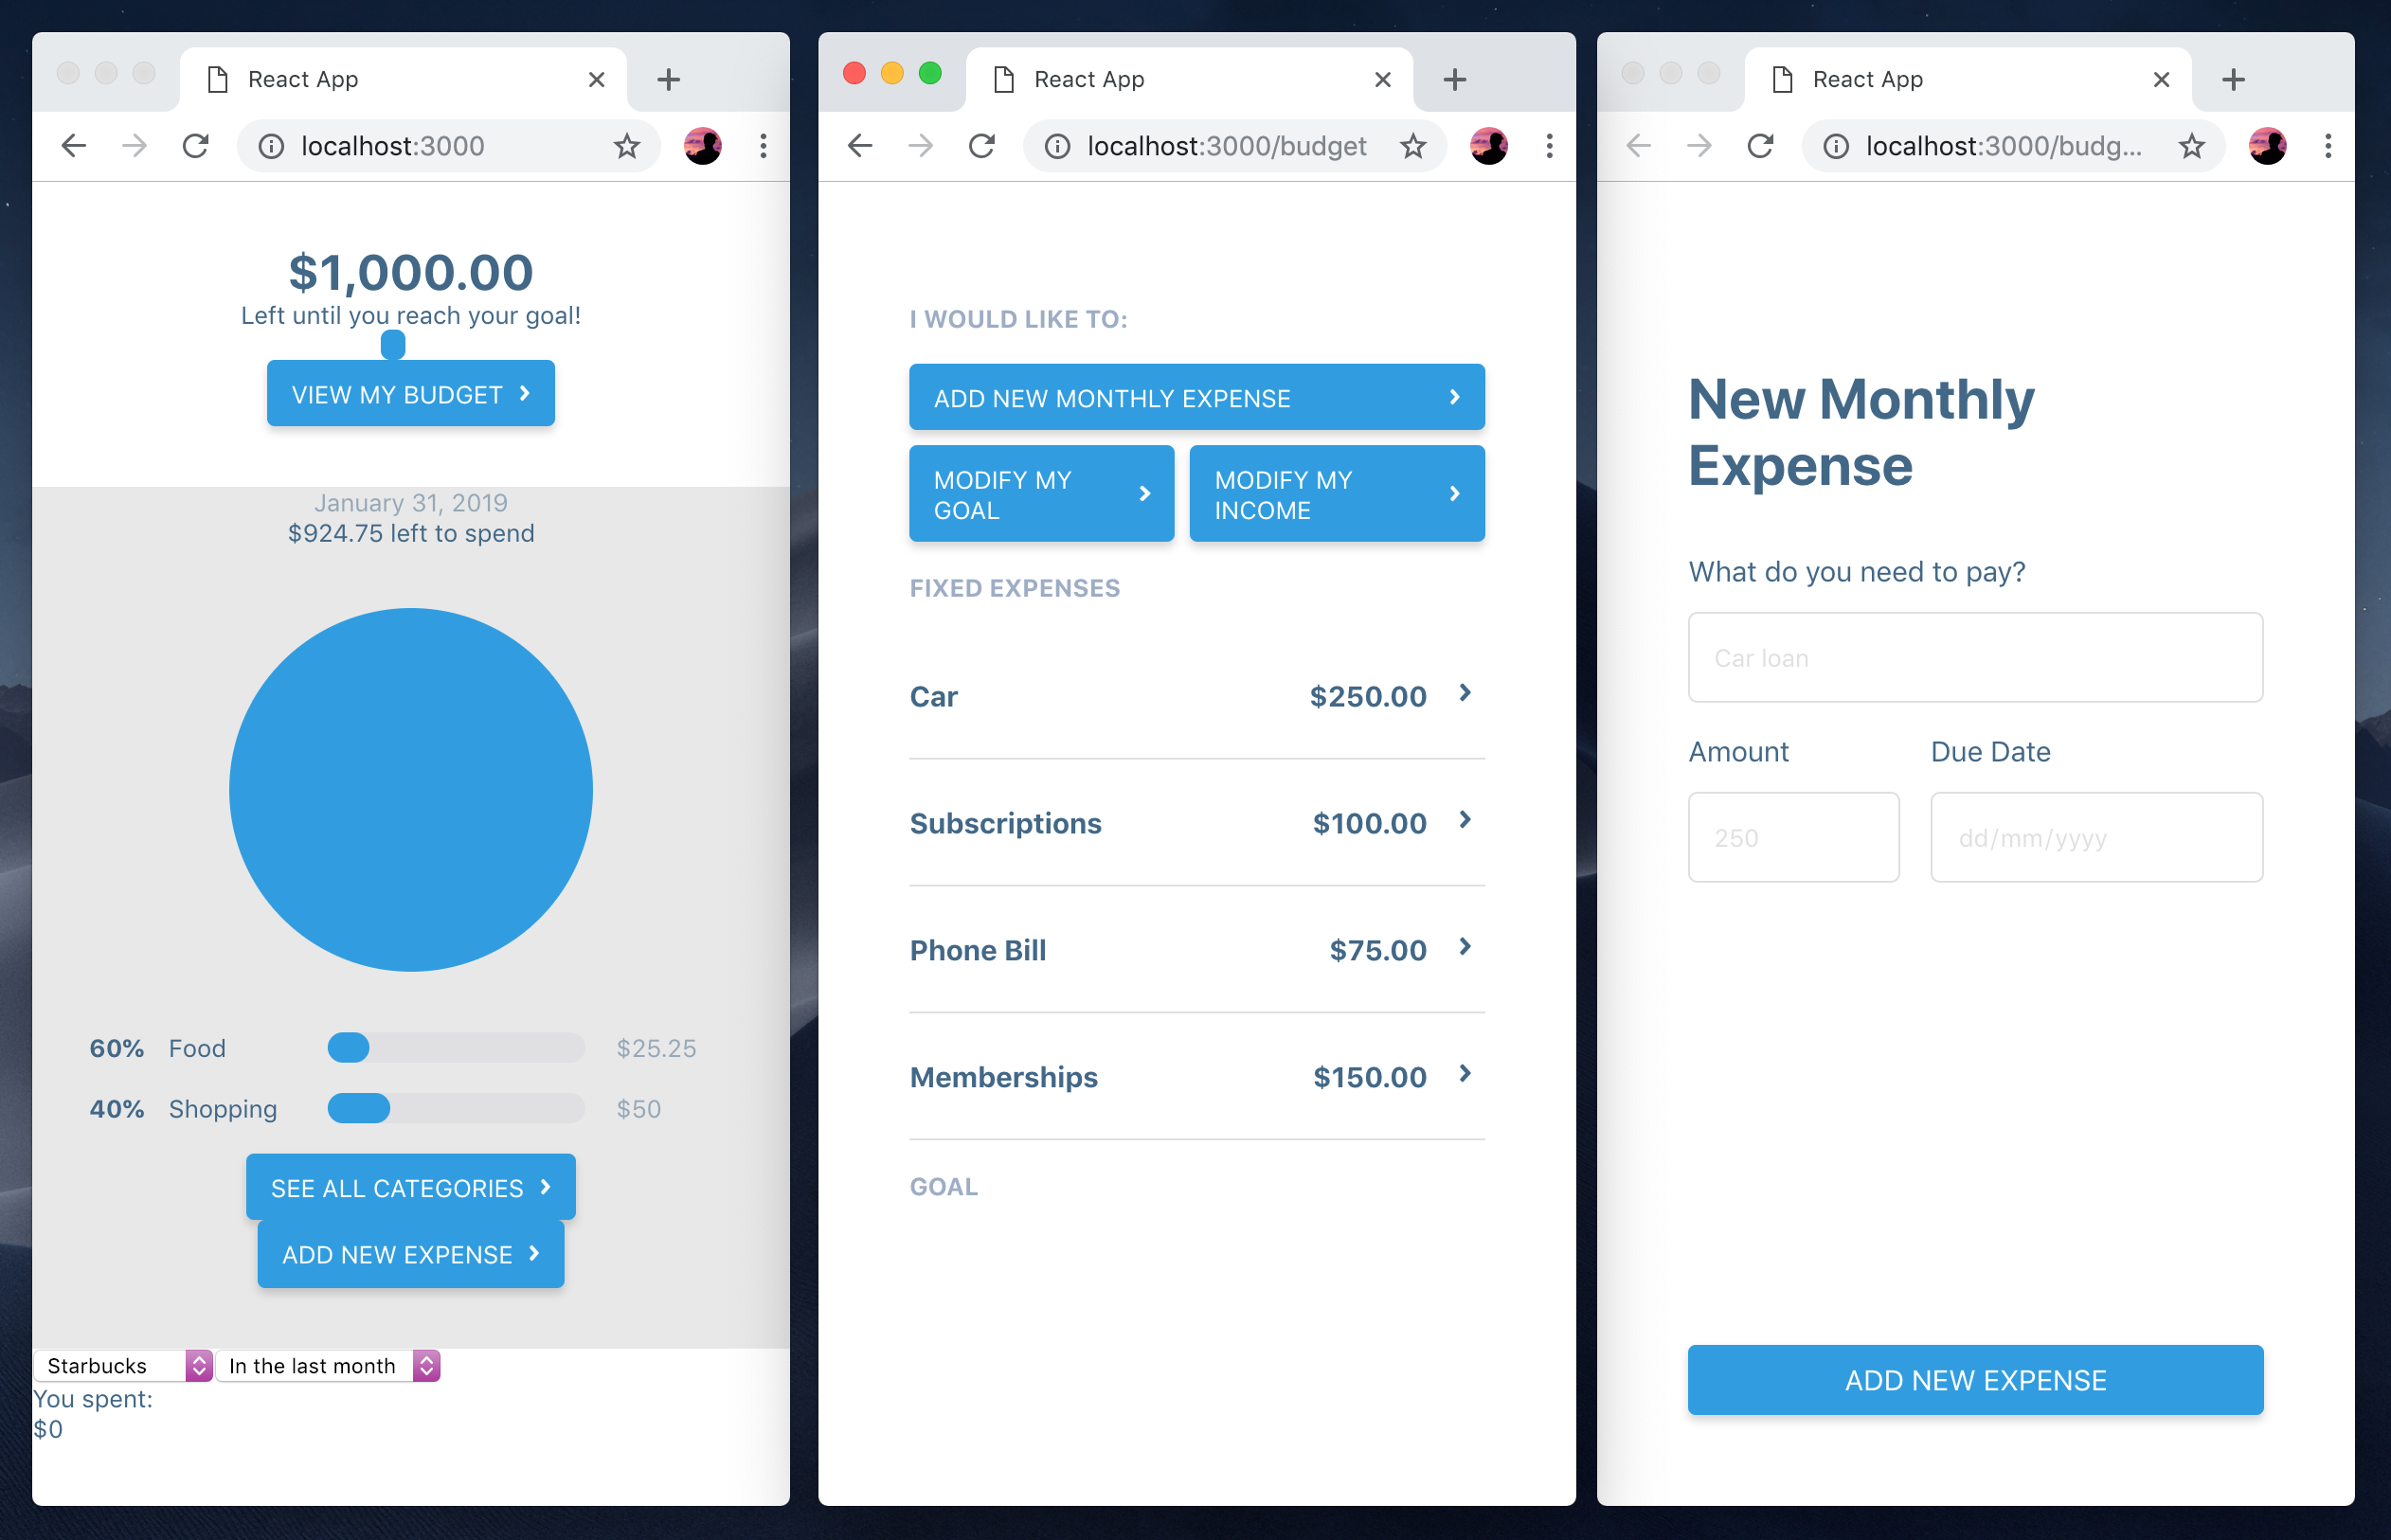 React App
localhost:3000
$1,000.00
Left until you reach your goal!
VIEW MY BUDGET
January 31, 2019
$924.75 left to spend
60% Food $25.25
40% Shopping $50
SEE ALL CATEGORIES
ADD NEW EXPENSE
Starbucks In the last month
You spent:
$0
React App
localhost:3000/budget
I WOULD LIKE TO:
ADD NEW MONTHLY EXPENSE
MODIFY MY
GOAL
MODIFY MY
INCOME
FIXED EXPENSES
Car $250.00
Subscriptions $100.00
Phone Bill $75.00
Memberships $150.00
GOAL
React App
localhost:3000/budg...
New Monthly
Expense
What do you need to pay?
Car loan
Amount Due Date
250 dd/mm/yyyy
ADD NEW EXPENSE